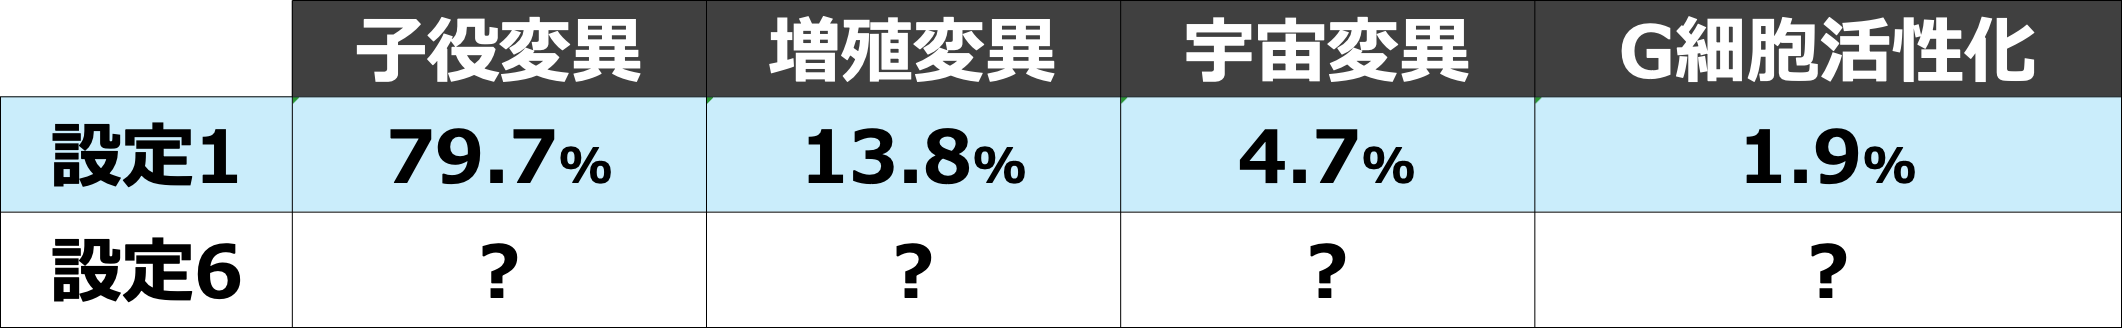 子役変異 増殖変異 宇宙変異 G細胞活性化
設定1 79.7% 13.8% 4.7% 1.9%
設定6 ? ? ? ?